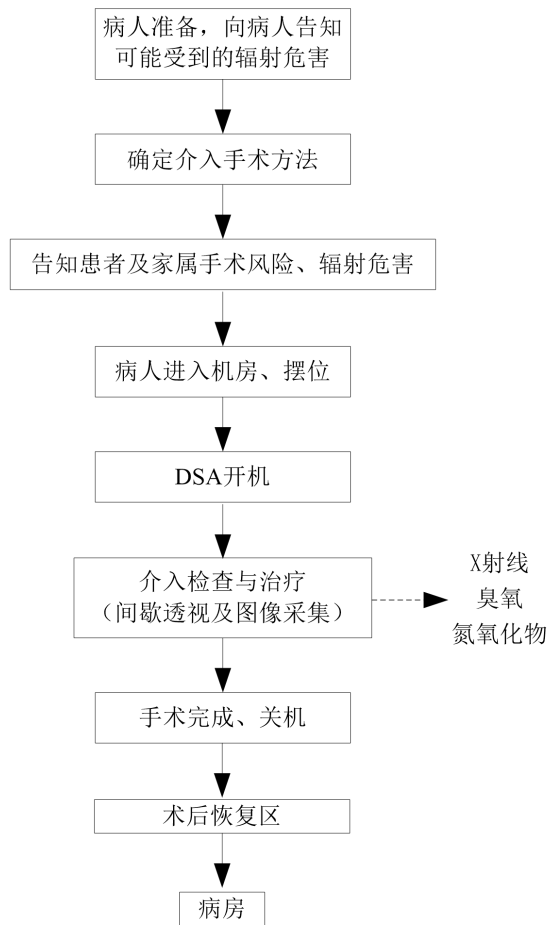 病人准备，向病人告知
可能受到的辐射危害
确定介入手术方法
告知患者及家属手术风险、辐射危害
病人进入机房、摆位
DSA开机
介入检查与治疗
（间歇透视及图像采集）
X射线
臭氧
氮氧化物
手术完成、关机
术后恢复区
病房